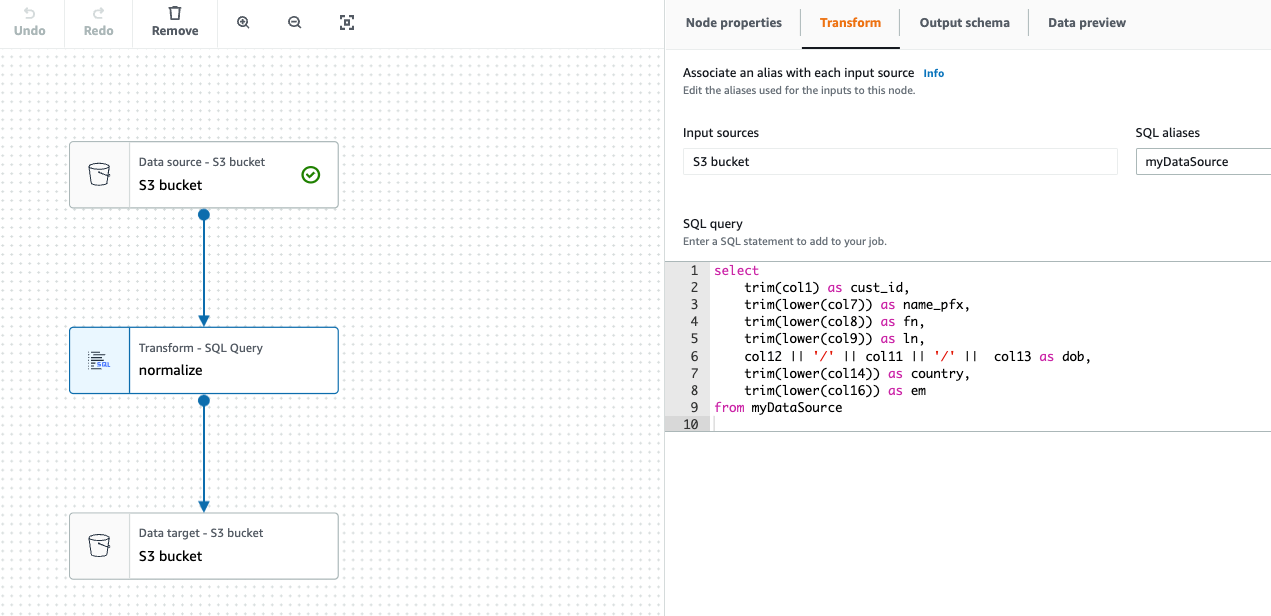 Undo
Redo
Remove
Node properties
Transform
Output schema
Data preview
Data source - S3 bucket
S3 bucket
Transform - SQL Query
SQL
normalize
Data target - S3 bucket
S3 bucket
Associate an alias with each input source Info
Edit the aliases used for the inputs to this node.
Input sources
SQL aliases
S3 bucket
myDataSource
SQL query
Enter a SQL statement to add to your job.
1 select
2 trim(col1) as cust_id,
3 trim(lower(col7)) as name_pfx,
4 trim(lower(col8)) as fn,
5 trim(lower(col9)) as ln,
6 col12 || '/' || col11 || '/' ||  col13 as dob,
7 trim(lower(col14)) as country,
8 trim(lower(col16)) as em
9 from myDataSource
10